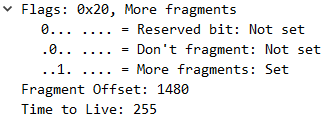 Flags: 0x20, More fragments
0... .... = Reserved bit: Not set
.0.. .... = Don't fragment: Not set
..1. .... = More fragments: Set
Fragment Offset: 1480
Time to Live: 255